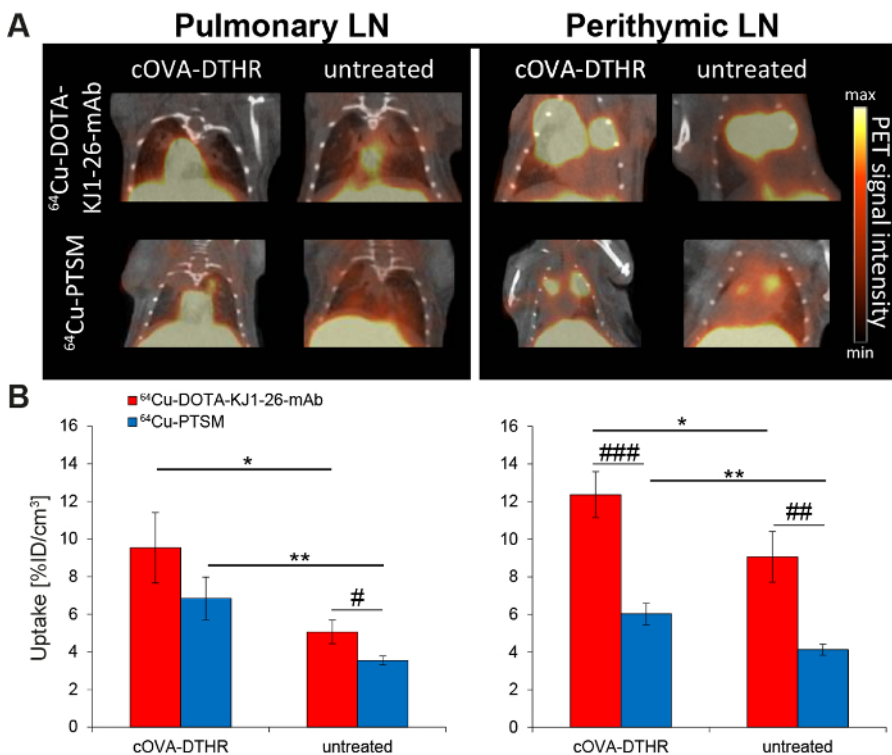 A
Pulmonary LN
Perithymic LN
cOVA-DTHR
untreated
cOVA-DTHR
untreated
⁶⁴Cu-DOTA-
KJ1-26-mAb
⁶⁴Cu-PTSM
max
PET signal intensity
min
B
⁶⁴Cu-DOTA-KJ1-26-mAb
⁶⁴Cu-PTSM
Uptake [%ID/cm³]
16
14
12
10
8
6
4
2
0
*
**
#
cOVA-DTHR
untreated
16
14
12
10
8
6
4
2
0
*
###
**
##
cOVA-DTHR
untreated